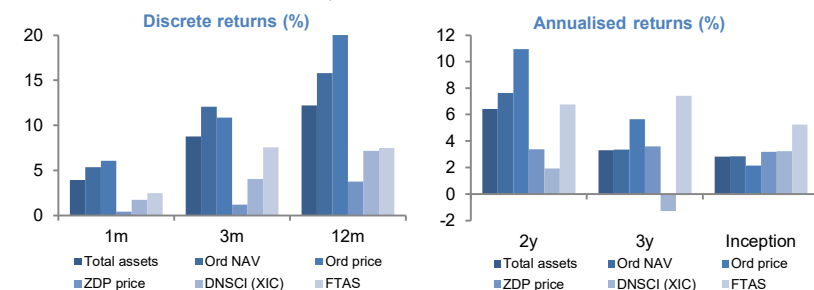 Discrete returns (%)
20
15
10
5
0
1m 3m 12m
Total assets Ord NAV Ord price
ZDP price DNSCI (XIC) FTAS
Annualised returns (%)
12
10
8
6
4
2
0
-2
2y 3y Inception
Total assets Ord NAV Ord price
ZDP price DNSCI (XIC) FTAS